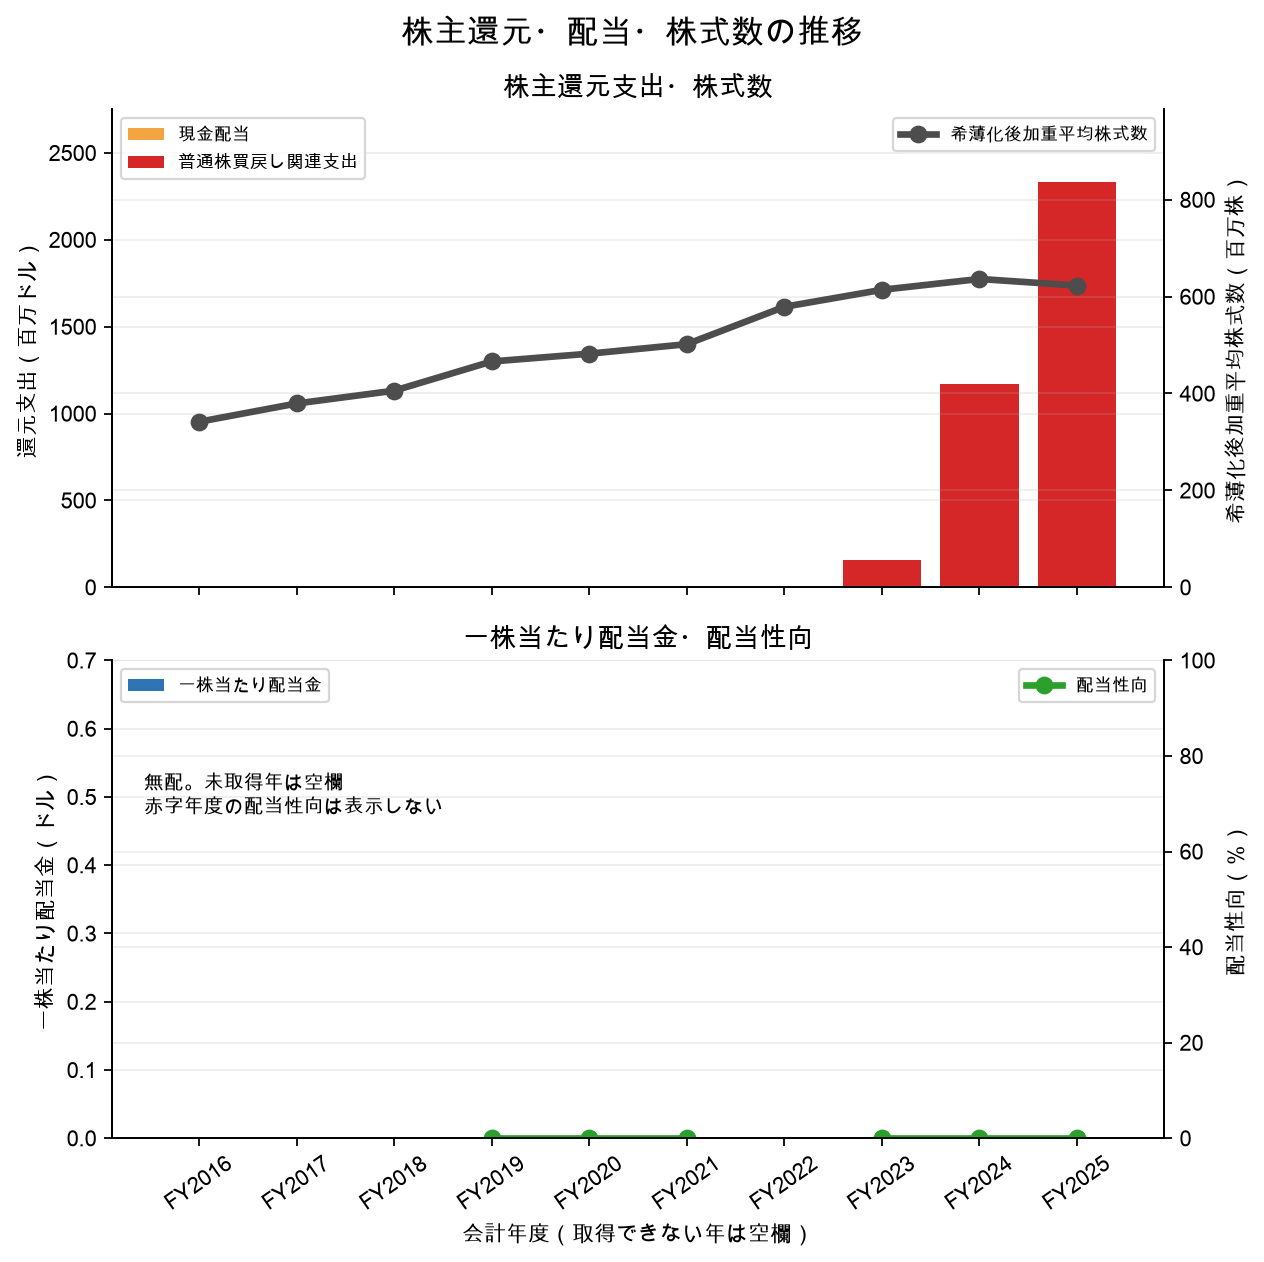 株主還元・配当・株式数の推移
株主還元支出・株式数
現金配当
普通株買戻し関連支出
希薄化後加重平均株式数
2500
2000
1500
1000
500
0
還元支出（百万ドル）
800
600
400
200
0
希薄化後加重平均株式数（百万株）
一株当たり配当金・配当性向
一株当たり配当金
配当性向
無配。未取得年は空欄
赤字年度の配当性向は表示しない
0.7
0.6
0.5
0.4
0.3
0.2
0.1
0.0
一株当たり配当金（ドル）
100
80
60
40
20
0
配当性向（%）
FY2016
FY2017
FY2018
FY2019
FY2020
FY2021
FY2022
FY2023
FY2024
FY2025
会計年度（取得できない年は空欄）